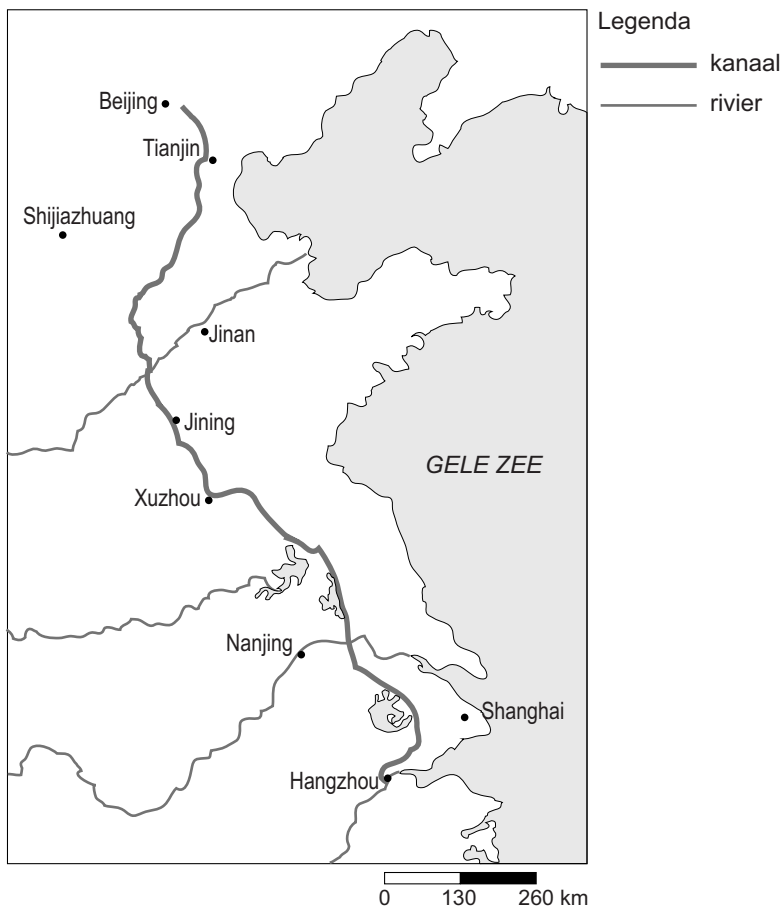 Legenda
kanaal
rivier
Beijing
Tianjin
Shijiazhuang
Jinan
Jining
GELE ZEE
Xuzhou
Nanjing
Shanghai
Hangzhou
0 130 260 km